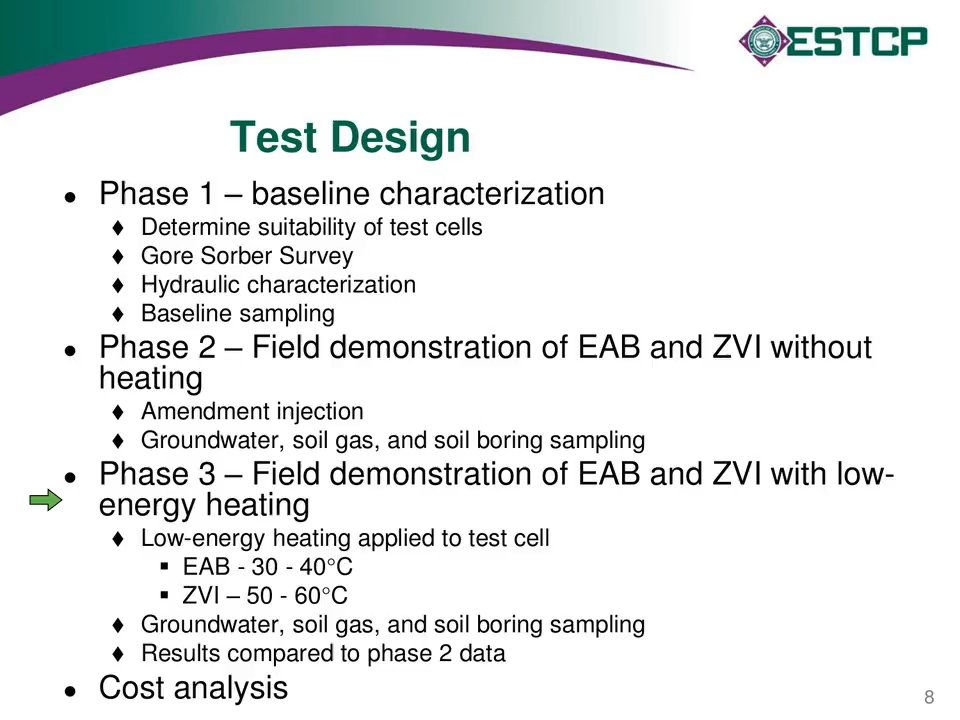 ESTCP
Test Design
● Phase 1 – baseline characterization
♦ Determine suitability of test cells
♦ Gore Sorber Survey
♦ Hydraulic characterization
♦ Baseline sampling
● Phase 2 – Field demonstration of EAB and ZVI without
heating
♦ Amendment injection
♦ Groundwater, soil gas, and soil boring sampling
● Phase 3 – Field demonstration of EAB and ZVI with low-
energy heating
♦ Low-energy heating applied to test cell
▪ EAB - 30 - 40°C
▪ ZVI – 50 - 60°C
♦ Groundwater, soil gas, and soil boring sampling
♦ Results compared to phase 2 data
● Cost analysis
8